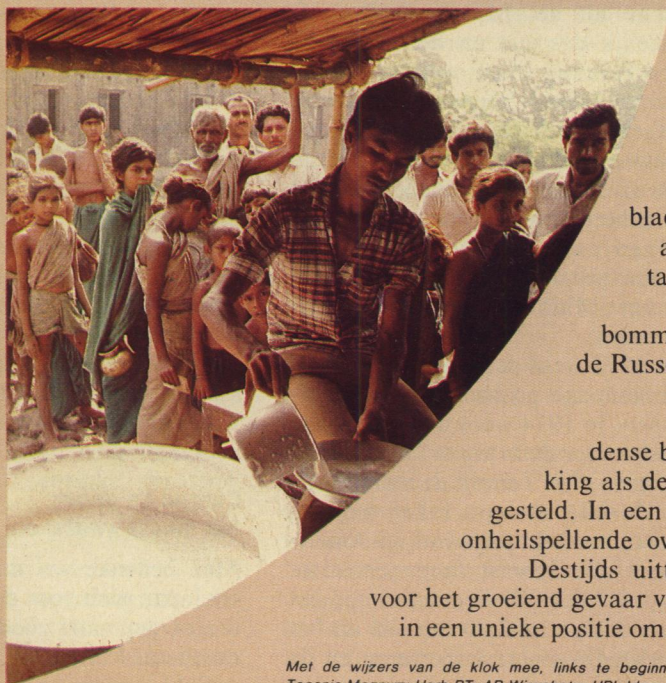 blac
a
ta
bomm
de Russ
dense b
king als de
gesteld. In een
onheilspellende ov
Destijds uit
voor het groeiend gevaar v
in een unieke positie om
Met de wijzers van de klok mee, links te beginn